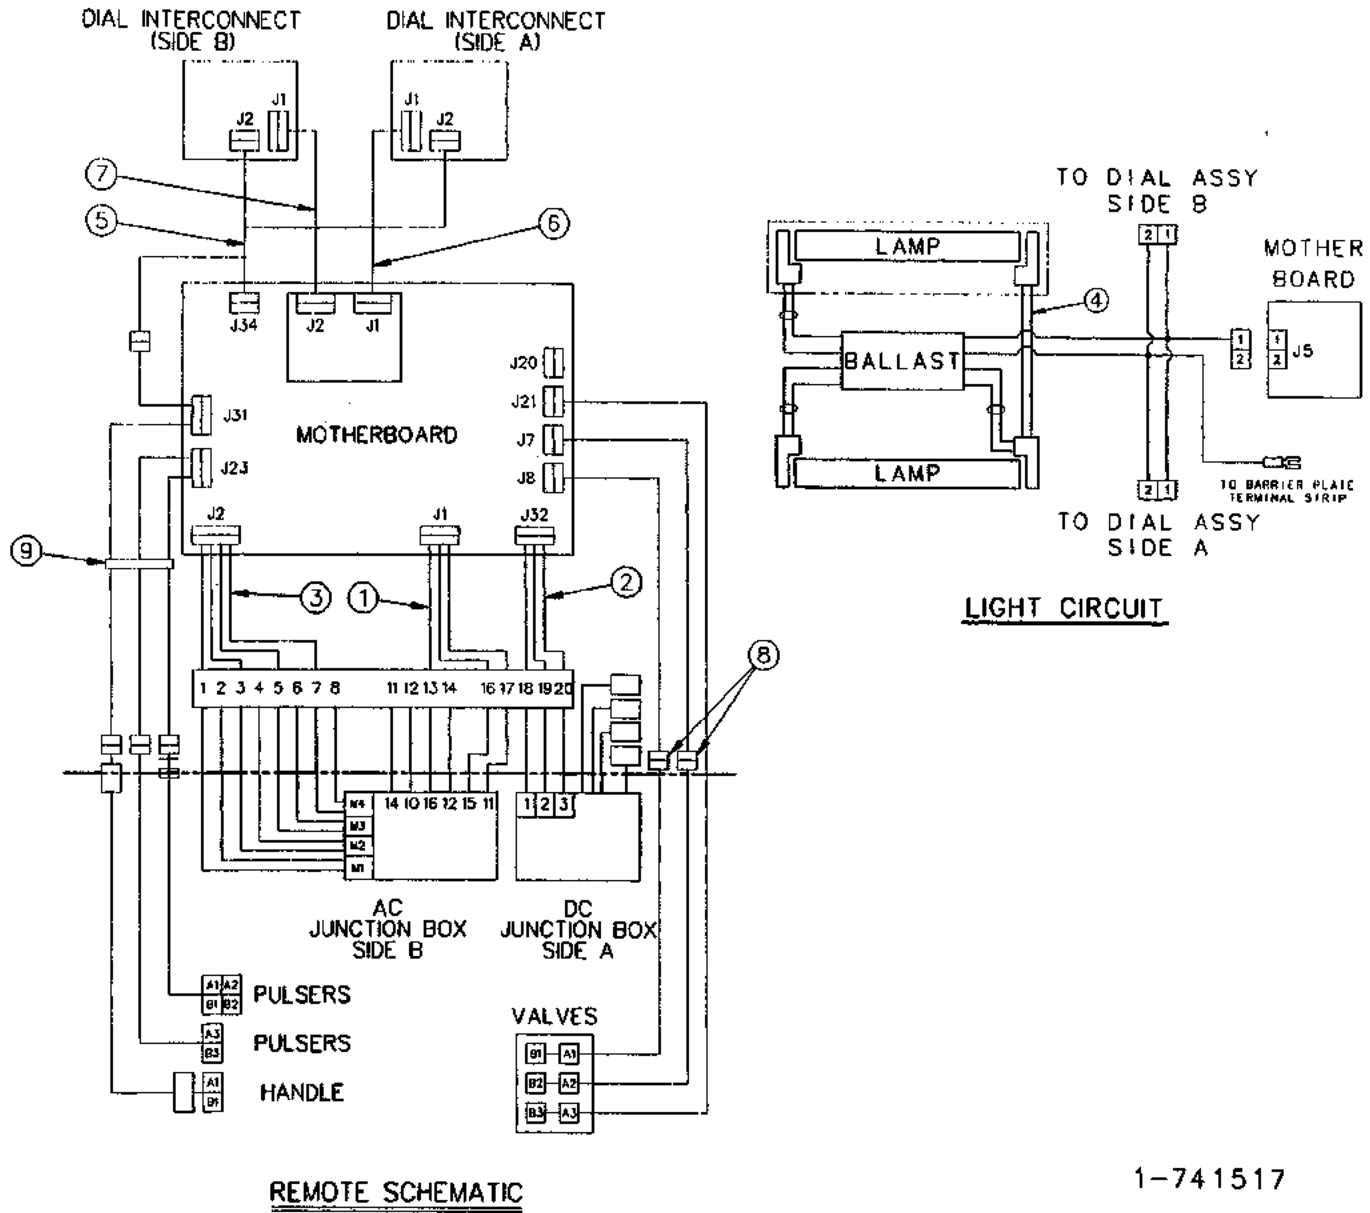 DIAL INTERCONNECT
(SIDE B)
DIAL INTERCONNECT
(SIDE A)
J1
J2
J1
J2
7
5
6
J34
J2
J1
J20
J31
J21
MOTHERBOARD
J7
J23
J8
J2
J1
J32
9
3
1
2
8
1 2 3 4 5 6 7 8 11 12 13 14 16 17 18 19 20
M4 14 10 16 12 15 11
M3
M2
M1
1 2 3
AC
JUNCTION BOX
SIDE B
DC
JUNCTION BOX
SIDE A
A1 A2
B1 B2
PULSERS
A3
B3
PULSERS
A1
B1
HANDLE
VALVES
B1 A1
B2 A2
B3 A3
REMOTE SCHEMATIC
TO DIAL ASSY
SIDE B
2 1
LAMP
MOTHER
BOARD
4
BALLAST
1
2
1
2
J5
LAMP
TO BARRIER PLATE
TERMINAL STRIP
2 1
TO DIAL ASSY
SIDE A
LIGHT CIRCUIT
1-741517